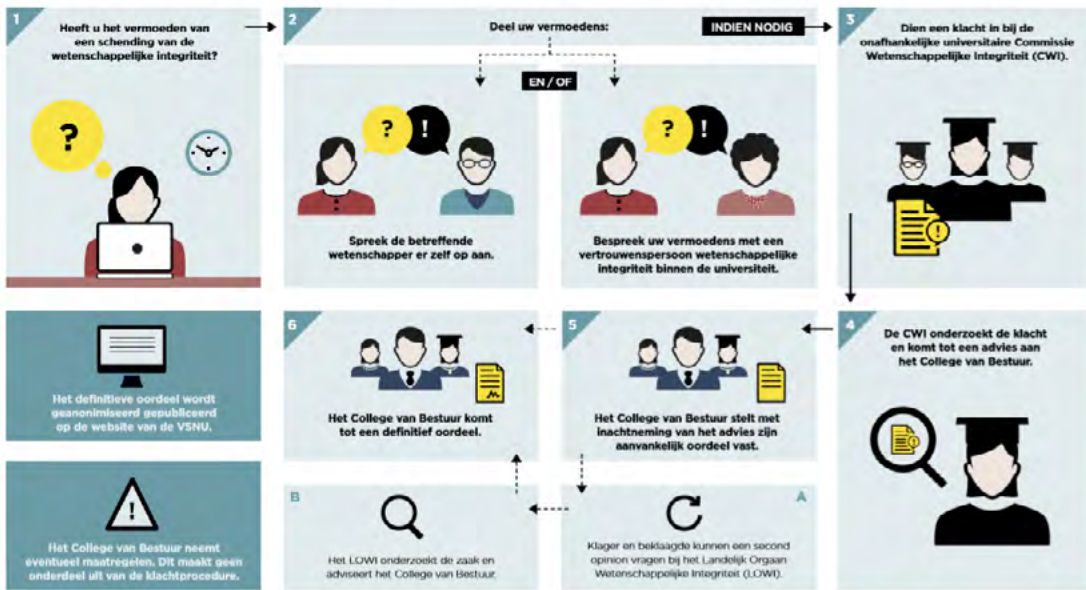 1
Heeft u het vermoeden van
een schending van de
wetenschappelijke integriteit?
?
2
Deel uw vermoedens:
INDIEN NODIG
EN / OF
? !
Spreek de betreffende
wetenschapper er zelf op aan.
? !
Bespreek uw vermoedens met een
vertrouwenspersoon wetenschappelijke
integriteit binnen de universiteit.
3
Dien een klacht in bij de
onafhankelijke universitaire Commissie
Wetenschappelijke Integriteit (CWI).
!
4
De CWI onderzoekt de klacht
en komt tot een advies aan
het College van Bestuur.
5
Het College van Bestuur stelt met
inachtneming van het advies zijn
aanvankelijk oordeel vast.
A
Klager en beklaagde kunnen een second
opinion vragen bij het Landelijk Orgaan
Wetenschappelijke Integriteit (LOWI).
B
Het LOWI onderzoekt de zaak en
adviseert het College van Bestuur.
6
Het College van Bestuur komt
tot een definitief oordeel.
Het definitieve oordeel wordt
geanonimiseerd gepubliceerd
op de website van de VSNU.
!
Het College van Bestuur neemt
eventueel maatregelen. Dit maakt geen
onderdeel uit van de klachtprocedure.